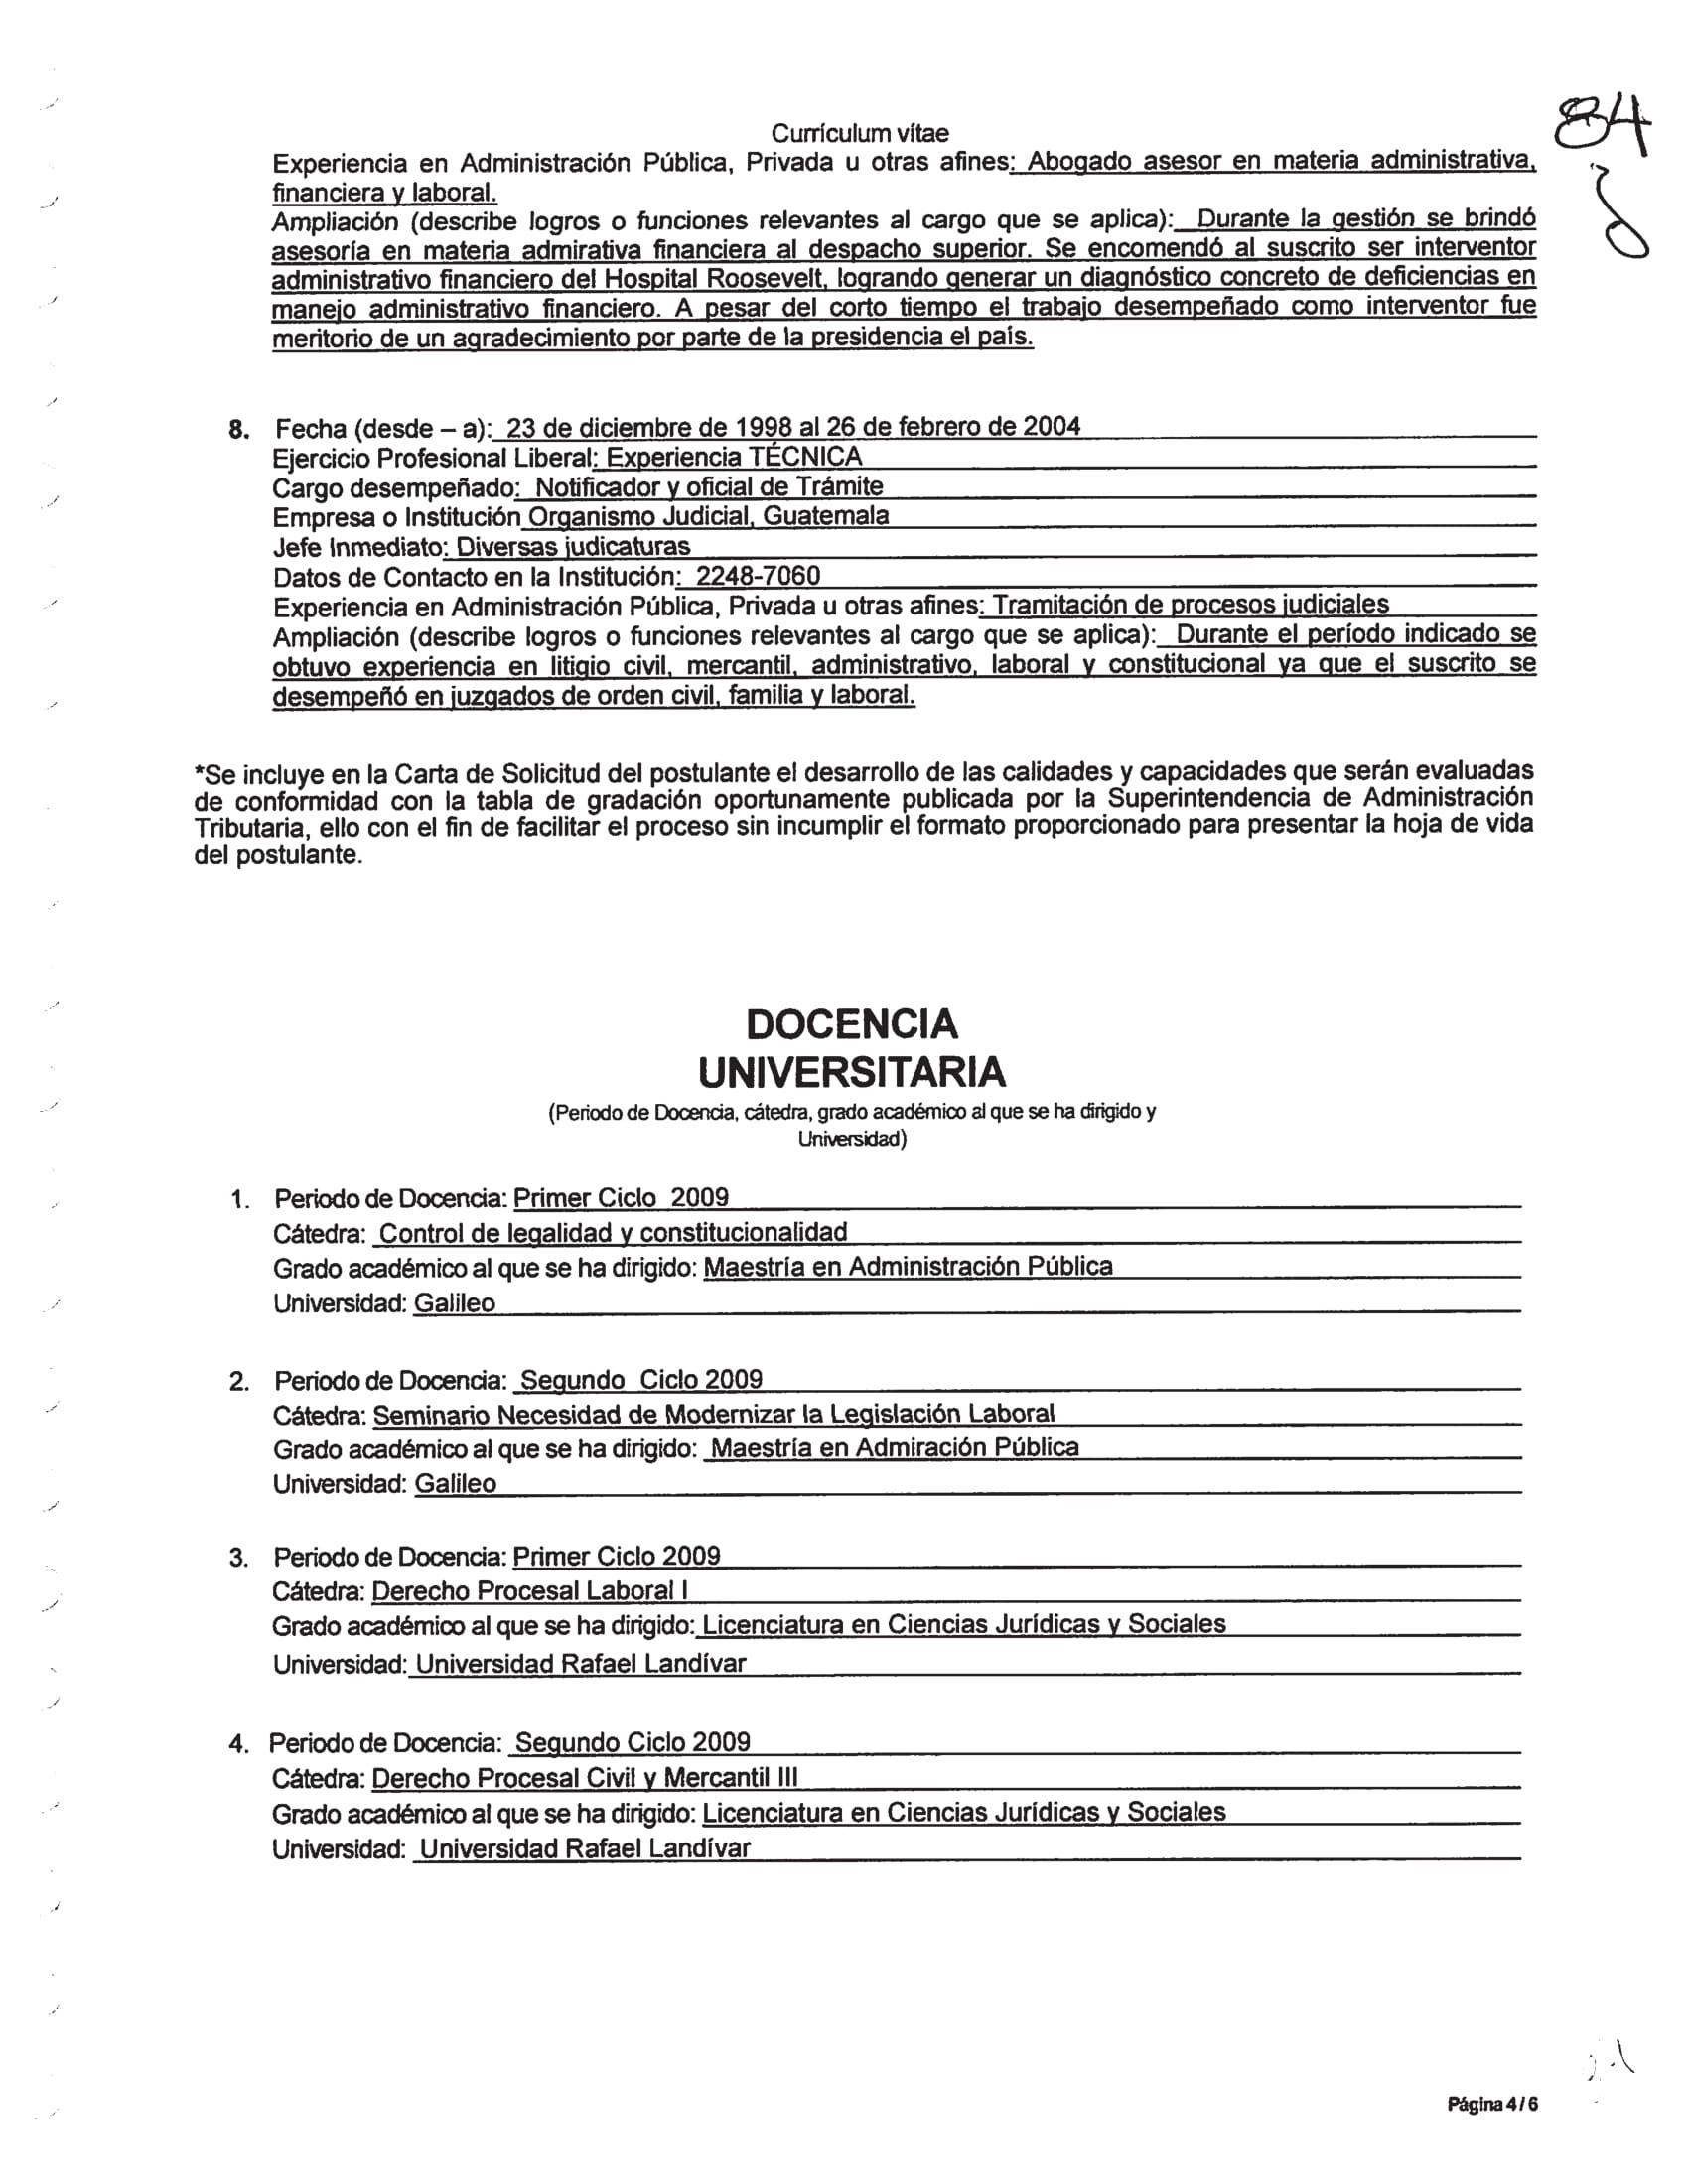 84
Currículum vítae
Experiencia en Administración Pública, Privada u otras afines: Abogado asesor en materia administrativa,
financiera y laboral.
Ampliación (describe logros o funciones relevantes al cargo que se aplica): Durante la gestión se brindó
asesoría en materia admirativa financiera al despacho superior. Se encomendó al suscrito ser interventor
administrativo financiero del Hospital Roosevelt, logrando generar un diagnóstico concreto de deficiencias en
manejo administrativo financiero. A pesar del corto tiempo el trabajo desempeñado como interventor fue
meritorio de un agradecimiento por parte de la presidencia el país.
8. Fecha (desde – a): 23 de diciembre de 1998 al 26 de febrero de 2004
Ejercicio Profesional Liberal: Experiencia TÉCNICA
Cargo desempeñado: Notificador y oficial de Trámite
Empresa o Institución Organismo Judicial, Guatemala
Jefe Inmediato: Diversas judicaturas
Datos de Contacto en la Institución: 2248-7060
Experiencia en Administración Pública, Privada u otras afines: Tramitación de procesos judiciales
Ampliación (describe logros o funciones relevantes al cargo que se aplica): Durante el período indicado se
obtuvo experiencia en litigio civil, mercantil, administrativo, laboral y constitucional ya que el suscrito se
desempeñó en juzgados de orden civil, familia y laboral.
*Se incluye en la Carta de Solicitud del postulante el desarrollo de las calidades y capacidades que serán evaluadas
de conformidad con la tabla de gradación oportunamente publicada por la Superintendencia de Administración
Tributaria, ello con el fin de facilitar el proceso sin incumplir el formato proporcionado para presentar la hoja de vida
del postulante.
DOCENCIA
UNIVERSITARIA
(Periodo de Docencia, cátedra, grado académico al que se ha dirigido y
Universidad)
1. Periodo de Docencia: Primer Ciclo 2009
Cátedra: Control de legalidad y constitucionalidad
Grado académico al que se ha dirigido: Maestría en Administración Pública
Universidad: Galileo
2. Periodo de Docencia: Segundo Ciclo 2009
Cátedra: Seminario Necesidad de Modernizar la Legislación Laboral
Grado académico al que se ha dirigido: Maestría en Admiración Pública
Universidad: Galileo
3. Periodo de Docencia: Primer Ciclo 2009
Cátedra: Derecho Procesal Laboral I
Grado académico al que se ha dirigido: Licenciatura en Ciencias Jurídicas y Sociales
Universidad: Universidad Rafael Landívar
4. Periodo de Docencia: Segundo Ciclo 2009
Cátedra: Derecho Procesal Civil y Mercantil III
Grado académico al que se ha dirigido: Licenciatura en Ciencias Jurídicas y Sociales
Universidad: Universidad Rafael Landívar
Página 4 / 6